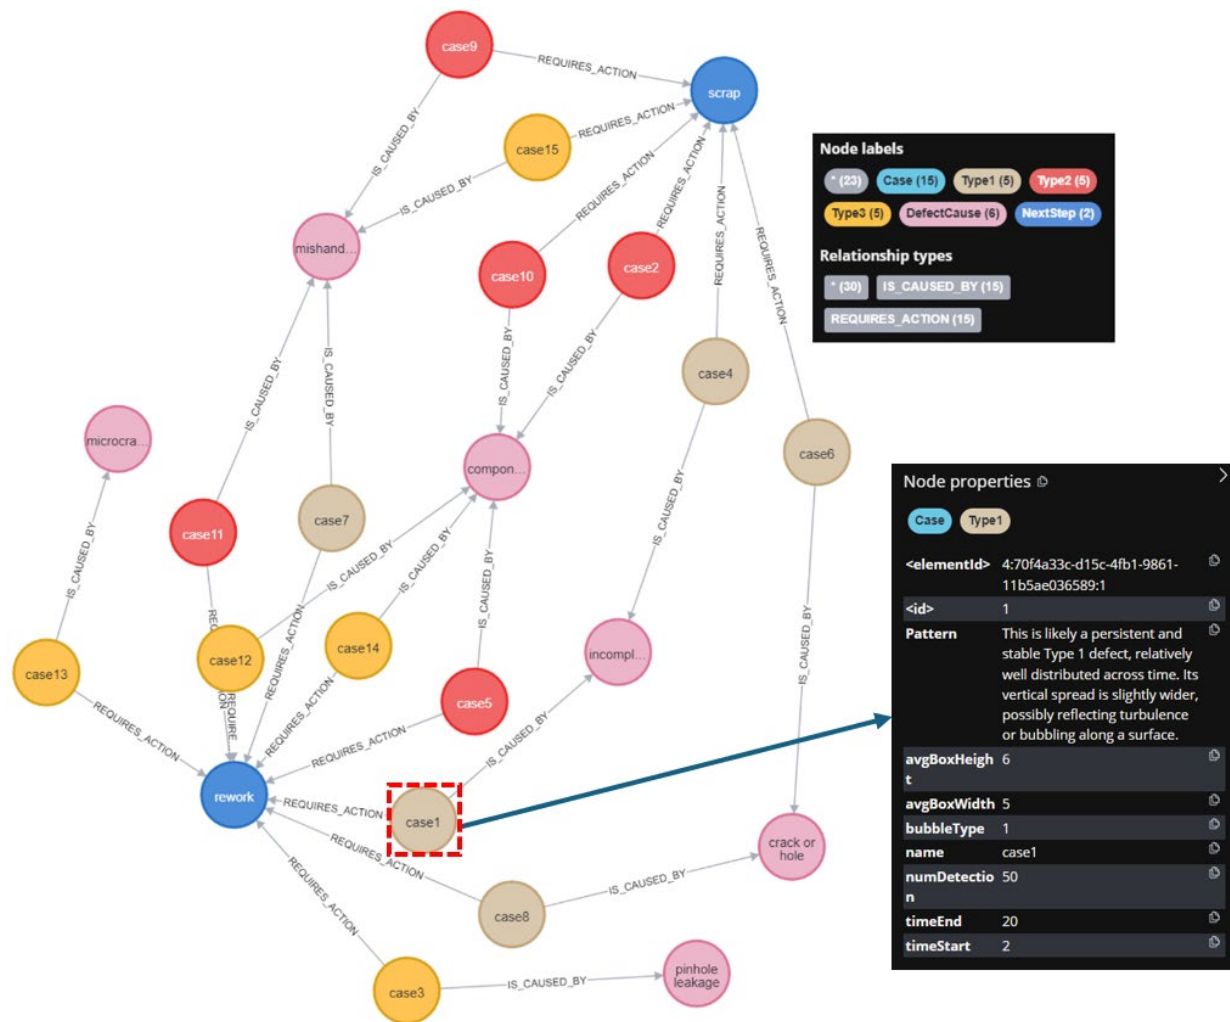 case9
REQUIRES_ACTION
scrap
IS_CAUSED_BY
case15
REQUIRES_ACTION
IS_CAUSED_BY
REQUIRES_ACTION
REQUIRES_ACTION
REQUIRES_ACTION
REQUIRES_ACTION
mishand...
case10
case2
IS_CAUSED_BY
IS_CAUSED_BY
case4
IS_CAUSED_BY
IS_CAUSED_BY
microcra...
compon...
case6
case11
case7
IS_CAUSED_BY
IS_CAUSED_BY
IS_CAUSED_BY
IS_CAUSED_BY
IS_CAUSED_BY
IS_CAUSED_BY
case13
case12
case14
incompl...
REQUIRES_ACTION
REQUIRE...
REQUIRES_ACTION
REQUIRES_ACTION
case5
IS_CAUSED_BY
REQUIRES_ACTION
rework
REQUIRES_ACTION
case1
REQUIRES_ACTION
crack or
hole
case8
IS_CAUSED_BY
REQUIRES_ACTION
case3
IS_CAUSED_BY
pinhole
leakage
Node labels
* (23) Case (15) Type1 (5) Type2 (5)
Type3 (5) DefectCause (6) NextStep (2)
Relationship types
* (30) IS_CAUSED_BY (15)
REQUIRES_ACTION (15)
Node properties
Case Type1
<elementId> 4:70f4a33c-d15c-4fb1-9861-
11b5ae036589:1
<id> 1
Pattern This is likely a persistent and
stable Type 1 defect, relatively
well distributed across time. Its
vertical spread is slightly wider,
possibly reflecting turbulence
or bubbling along a surface.
avgBoxHeigh 6
t
avgBoxWidth 5
bubbleType 1
name case1
numDetectio 50
n
timeEnd 20
timeStart 2